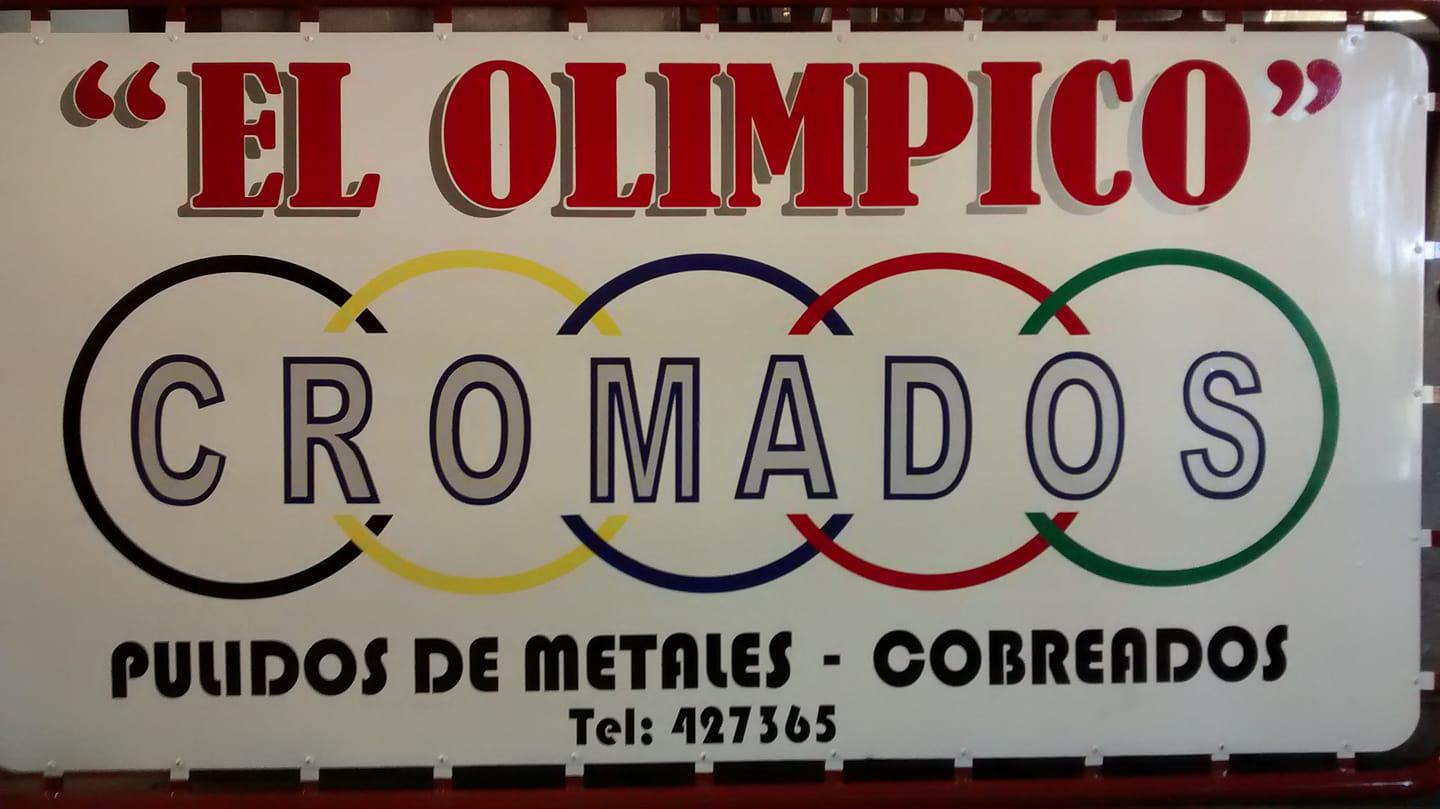 “EL OLIMPICO”
CROMADOS
PULIDOS DE METALES - COBREADOS
Tel: 427365